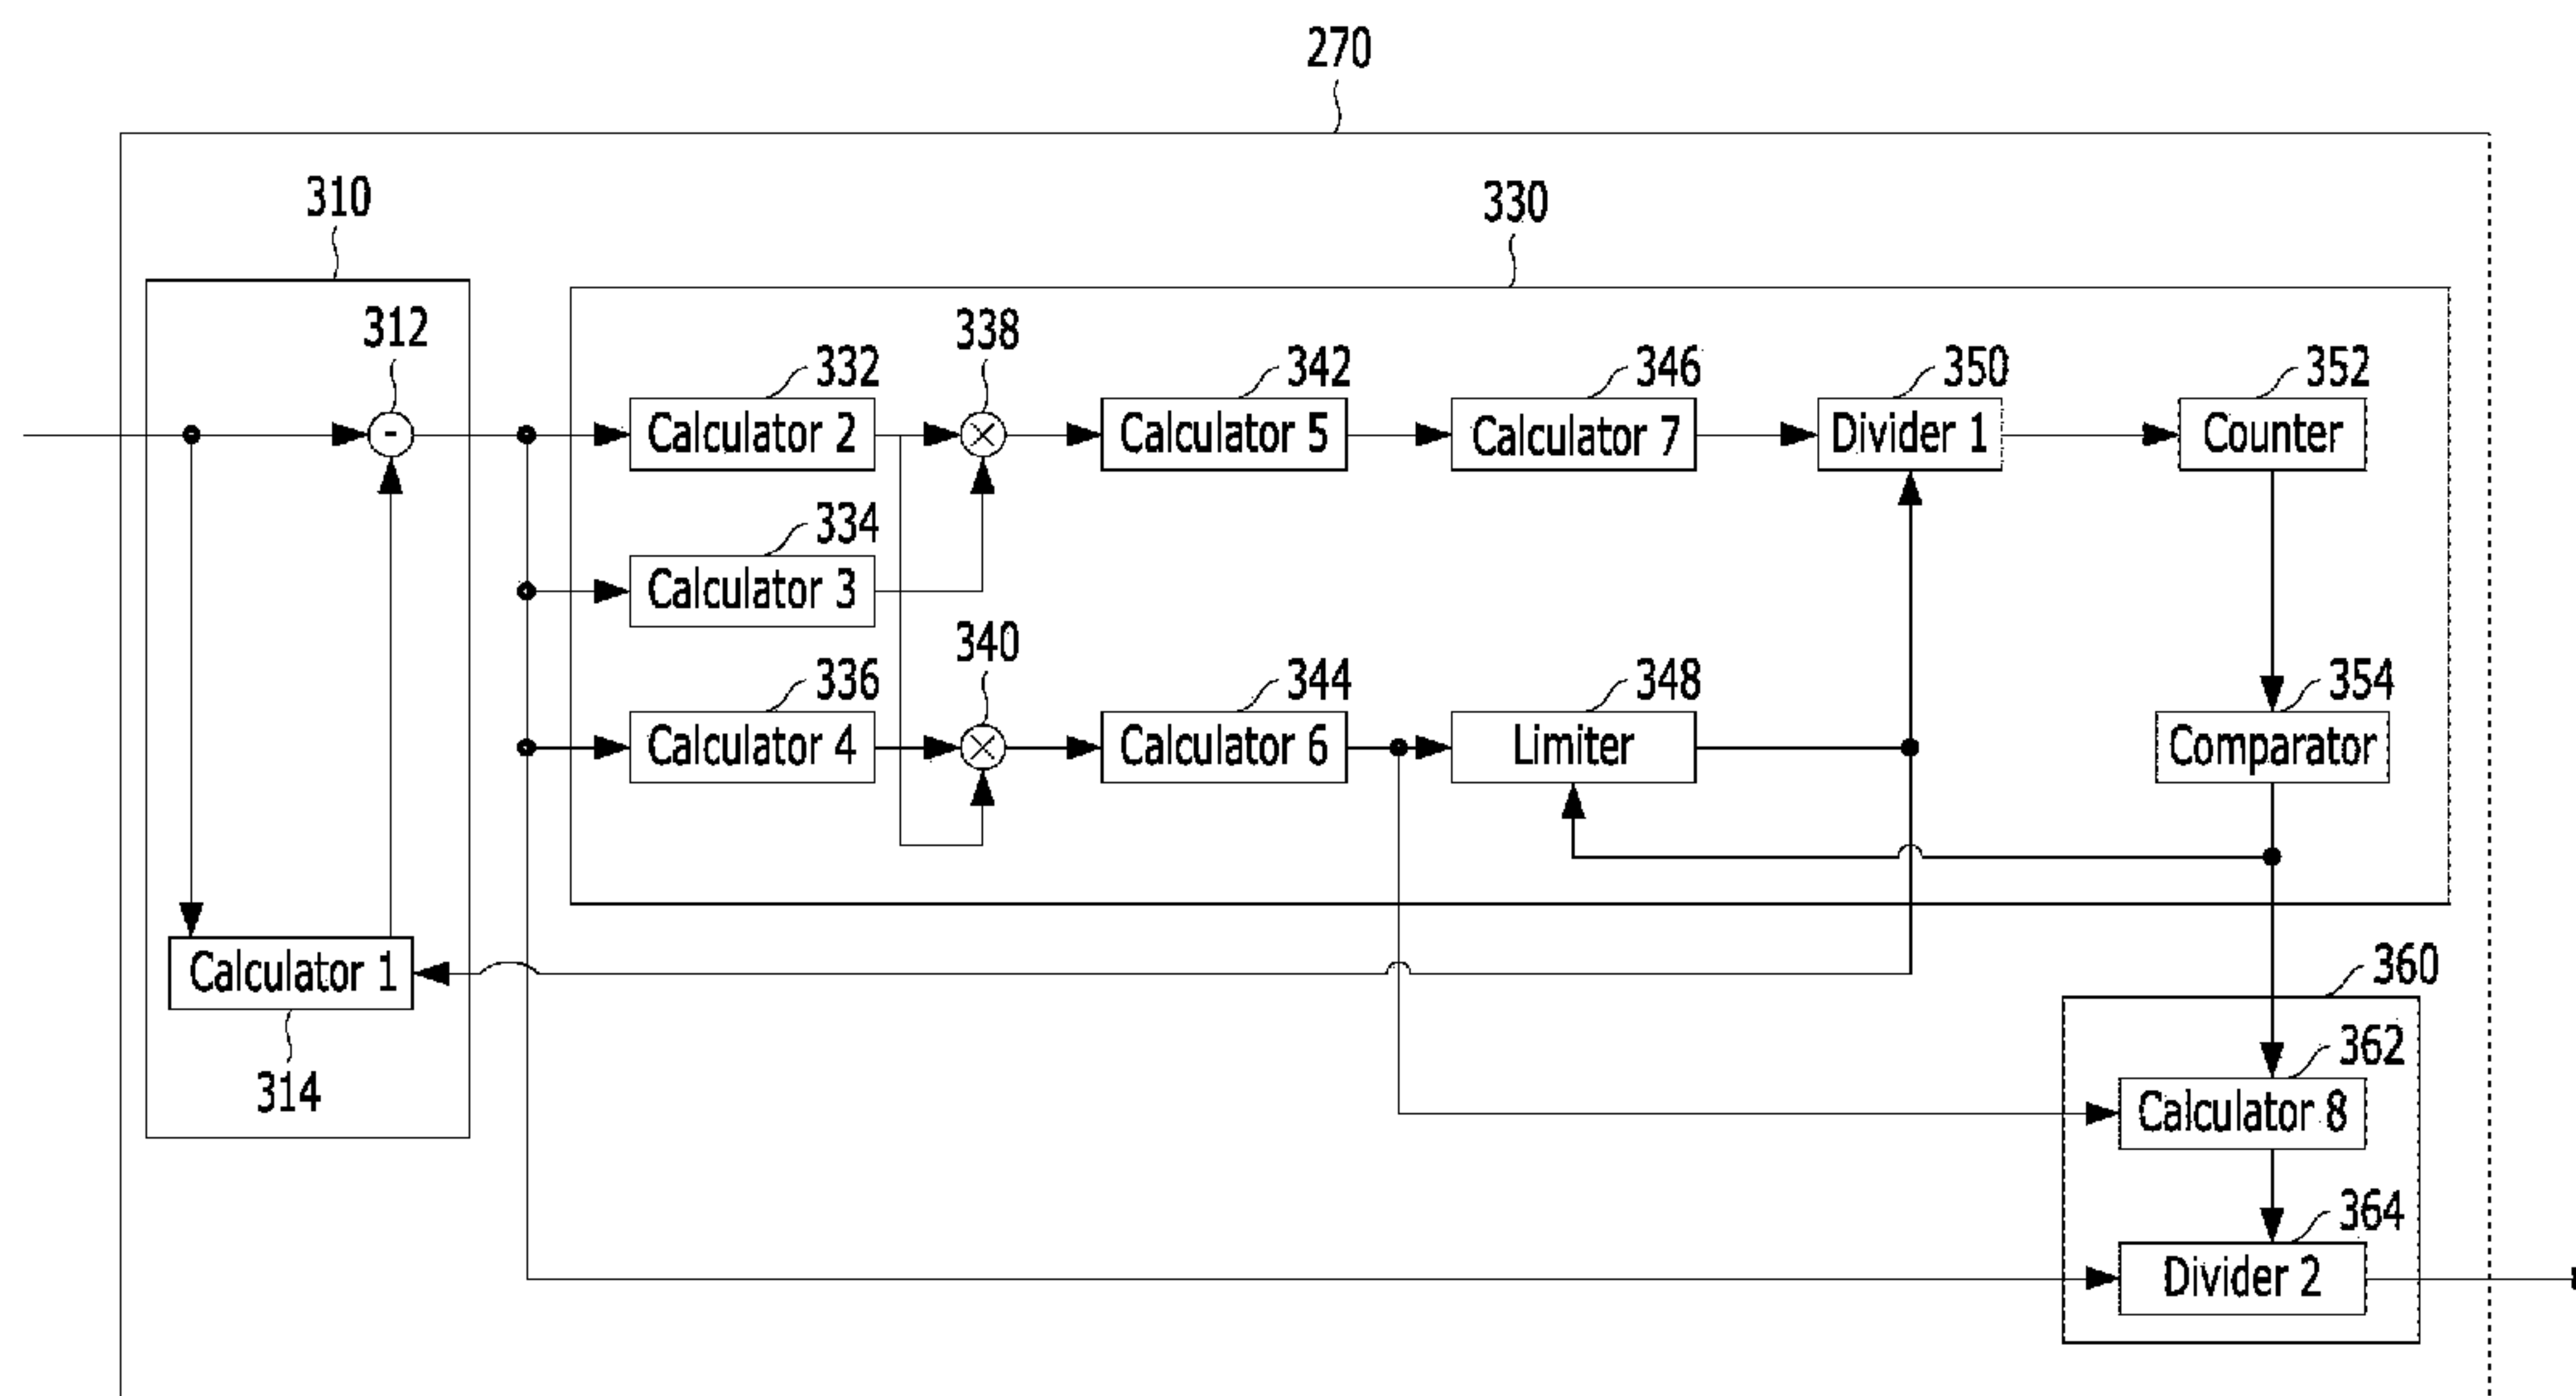 270
310
330
312
332
338
342
346
350
352
-
Calculator 2
Calculator 5
Calculator 7
Divider 1
Counter
334
Calculator 3
340
336
344
348
354
Calculator 4
Calculator 6
Limiter
Comparator
Calculator 1
360
314
362
Calculator 8
364
Divider 2